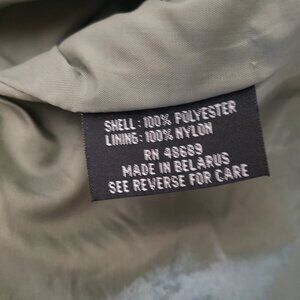 SHELL: 100% POLYESTER
LINING: 100% NYLON
RN 48689
MADE IN BELARUS
SEE REVERSE FOR CARE